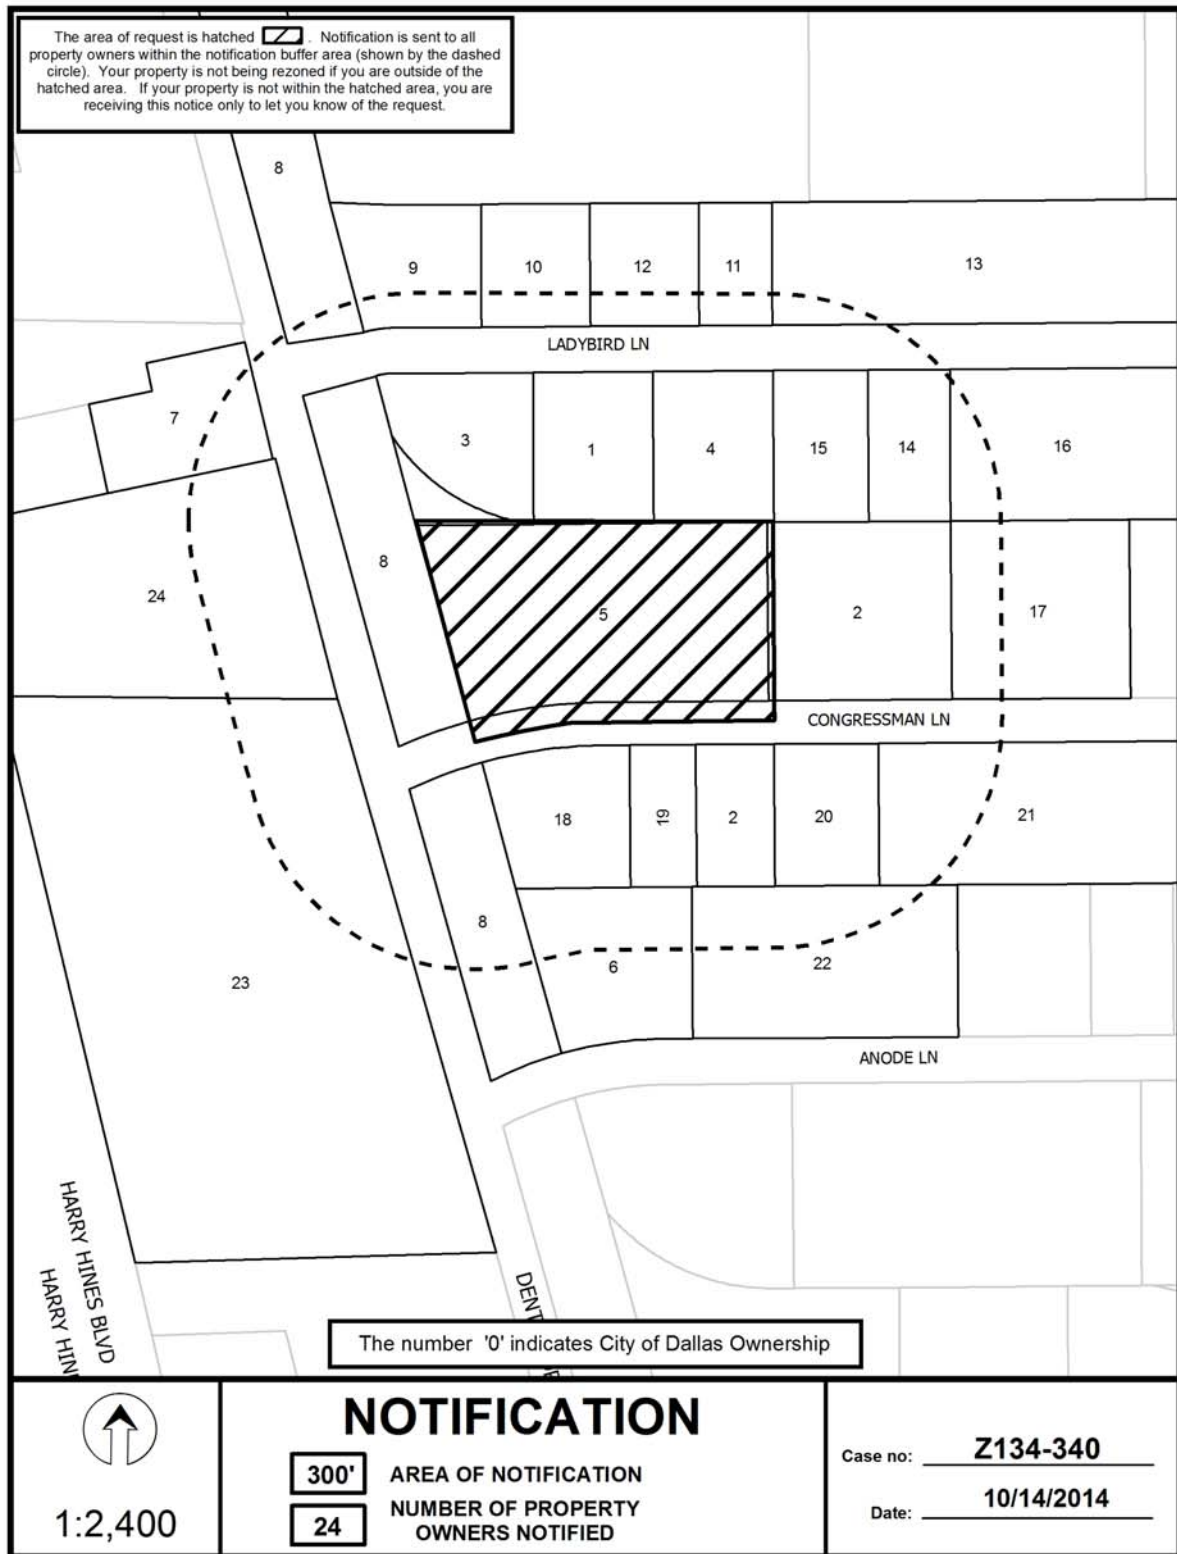 The area of request is hatched . Notification is sent to all
property owners within the notification buffer area (shown by the dashed
circle). Your property is not being rezoned if you are outside of the
hatched area. If your property is not within the hatched area, you are
receiving this notice only to let you know of the request.
8
9
10
12
11
13
LADYBIRD LN
7
3
1
4
15
14
16
24
8
5
2
17
CONGRESSMAN LN
18
19
2
20
21
8
6
22
23
ANODE LN
HARRY HINES BLVD
HARRY HIN
DENT
The number '0' indicates City of Dallas Ownership
1:2,400
NOTIFICATION
300' AREA OF NOTIFICATION
24 NUMBER OF PROPERTY
OWNERS NOTIFIED
Case no: Z134-340
Date: 10/14/2014